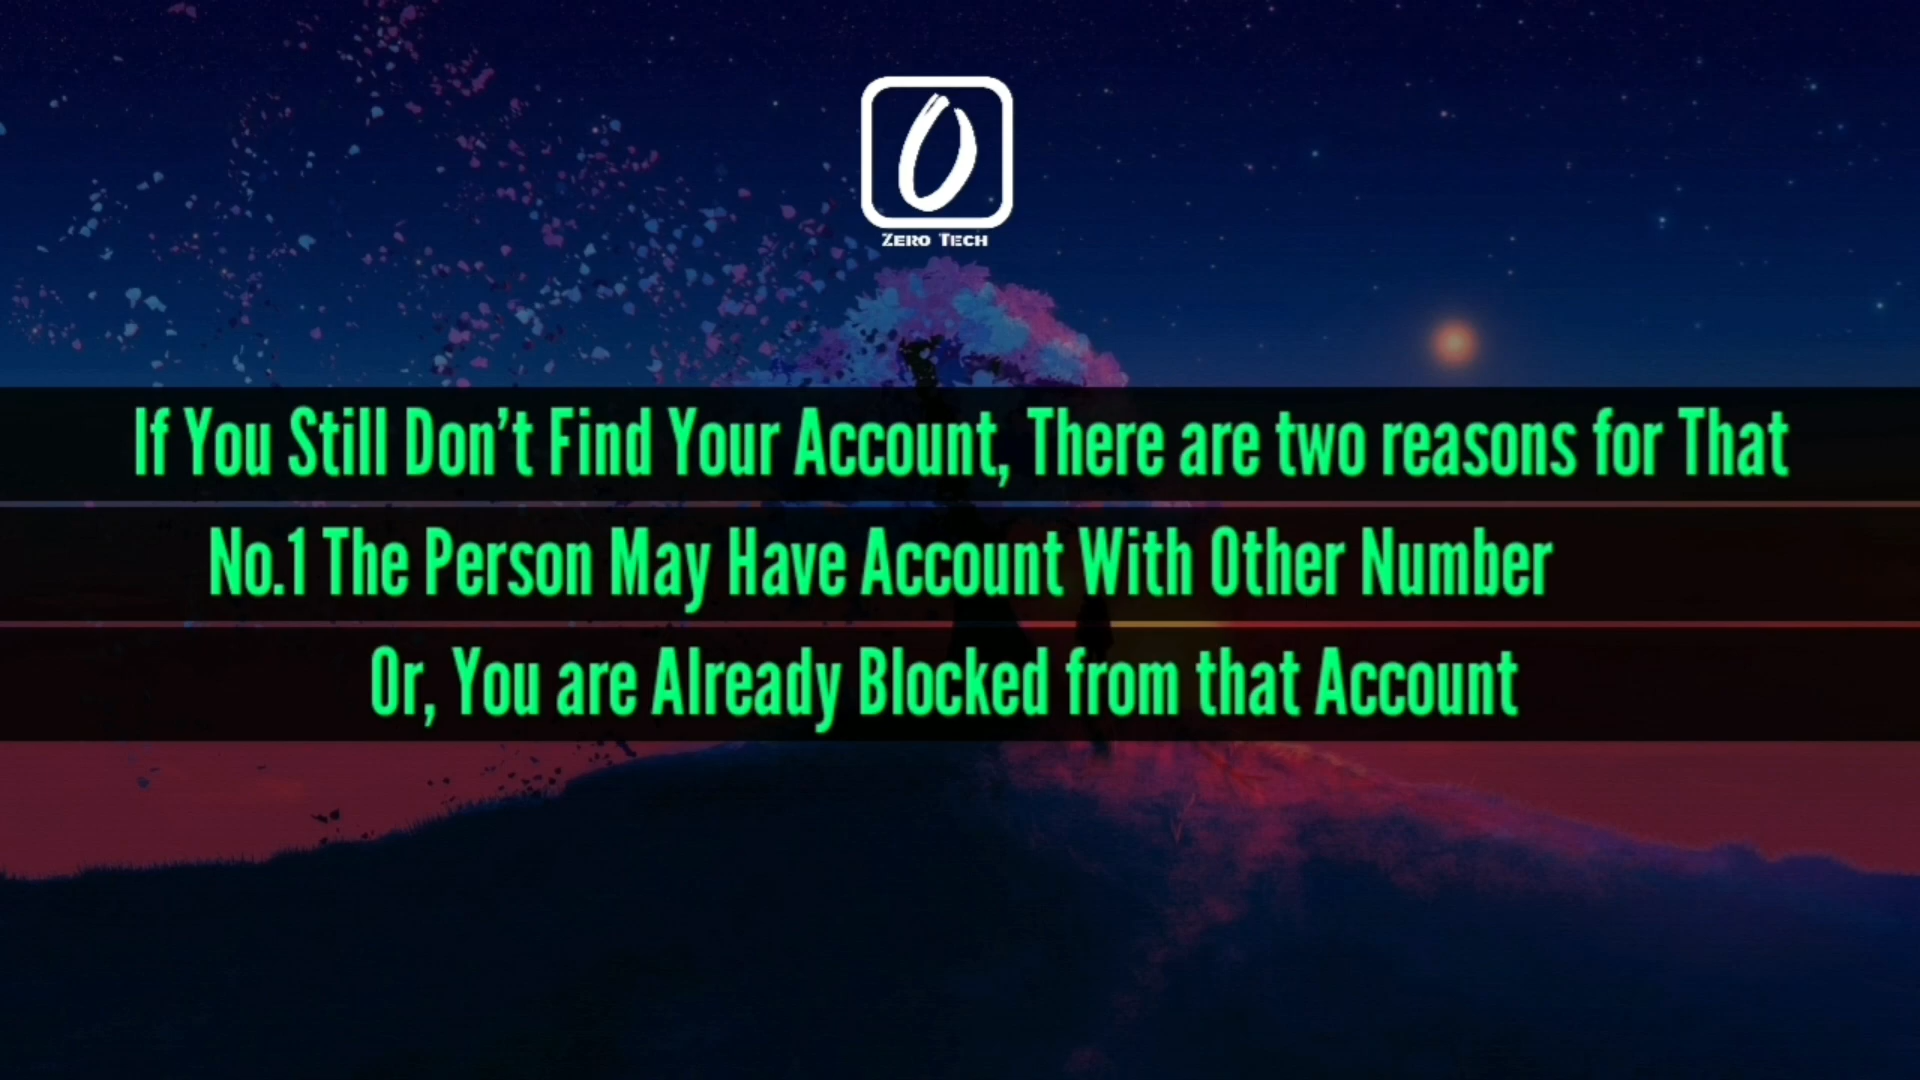 ZERO TECH
If You Still Don't Find Your Account, There are two reasons for That
No.1 The Person May Have Account With Other Number
Or, You are Already Blocked from that Account